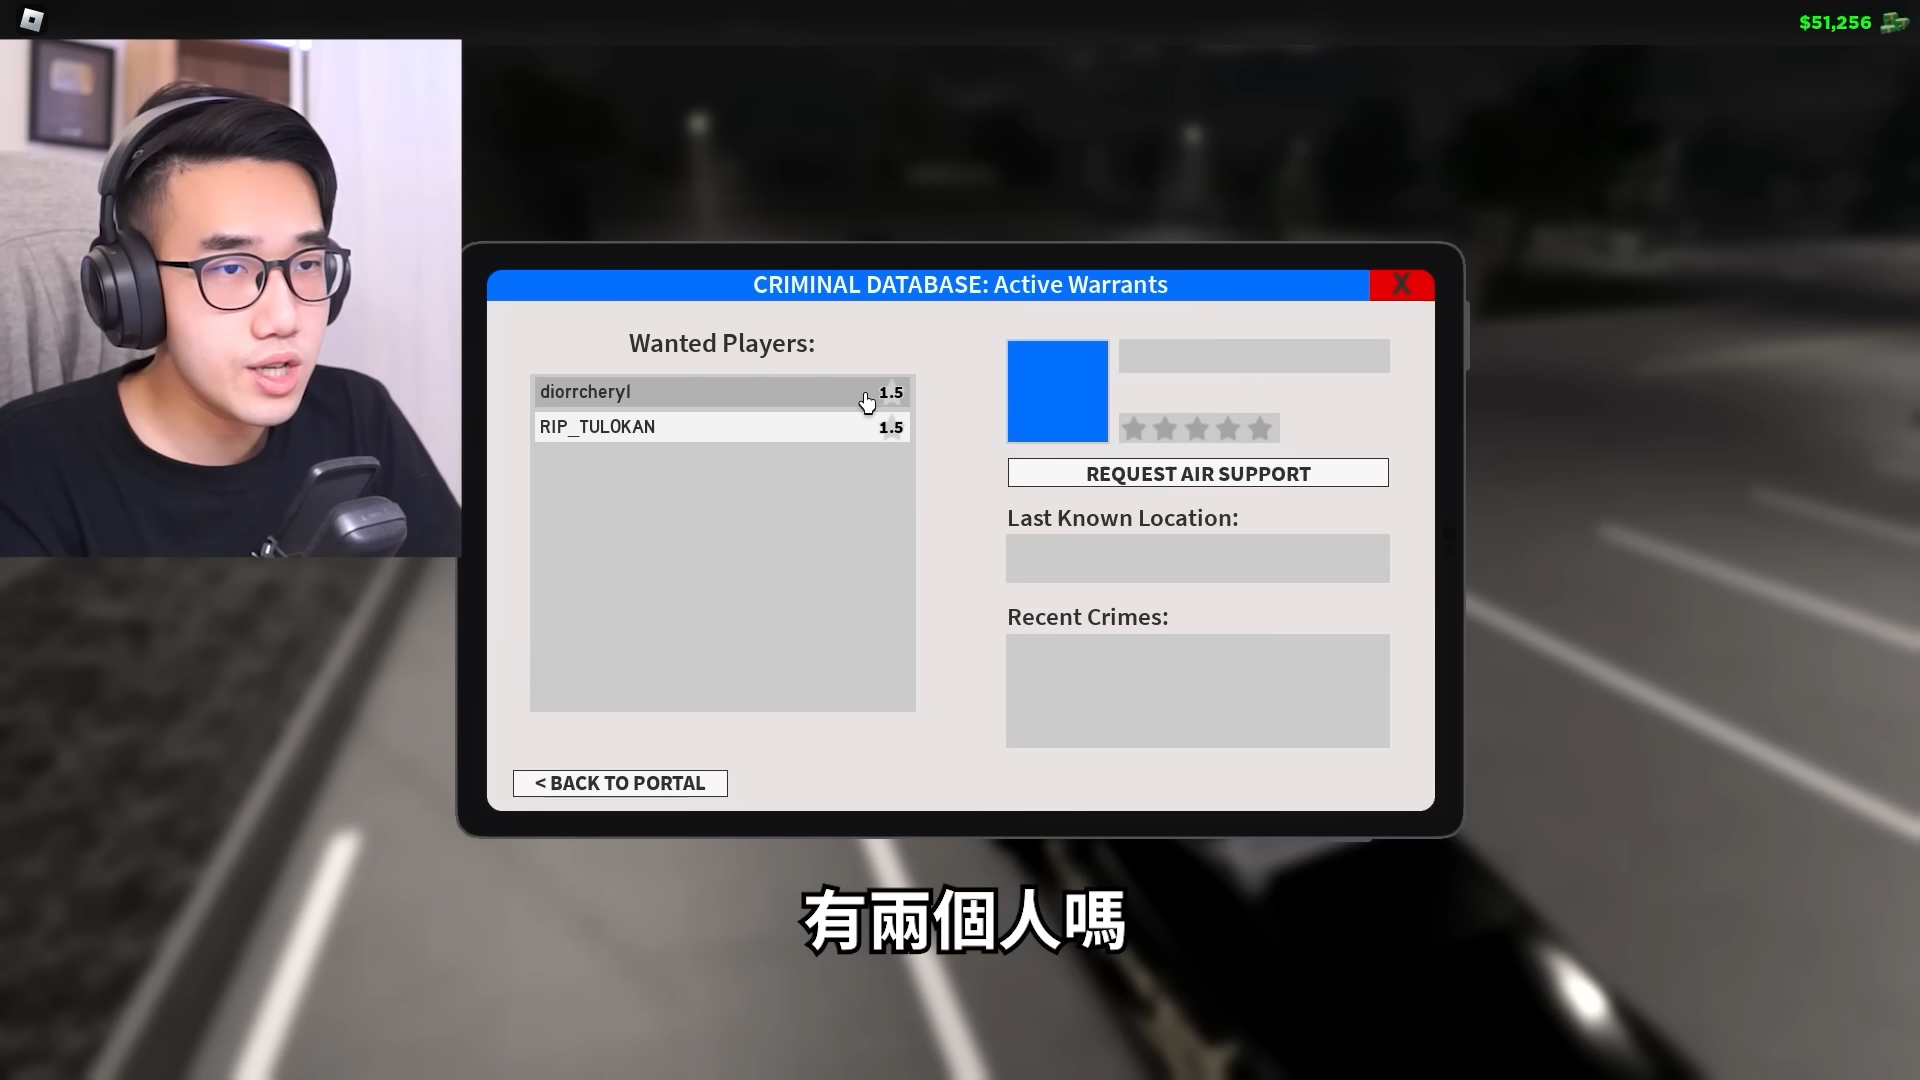 $51,256
CRIMINAL DATABASE: Active Warrants
X
Wanted Players:
diorrcheryl 1.5
RIP_TUL0KAN 1.5
REQUEST AIR SUPPORT
Last Known Location:
Recent Crimes:
< BACK TO PORTAL
有兩個人嗎